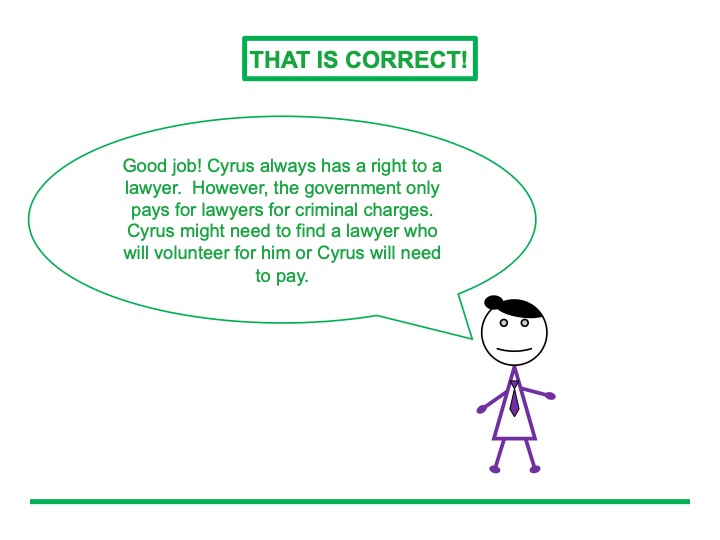 THAT IS CORRECT!
Good job! Cyrus always has a right to a
lawyer.  However, the government only
pays for lawyers for criminal charges.
Cyrus might need to find a lawyer who
will volunteer for him or Cyrus will need
to pay.